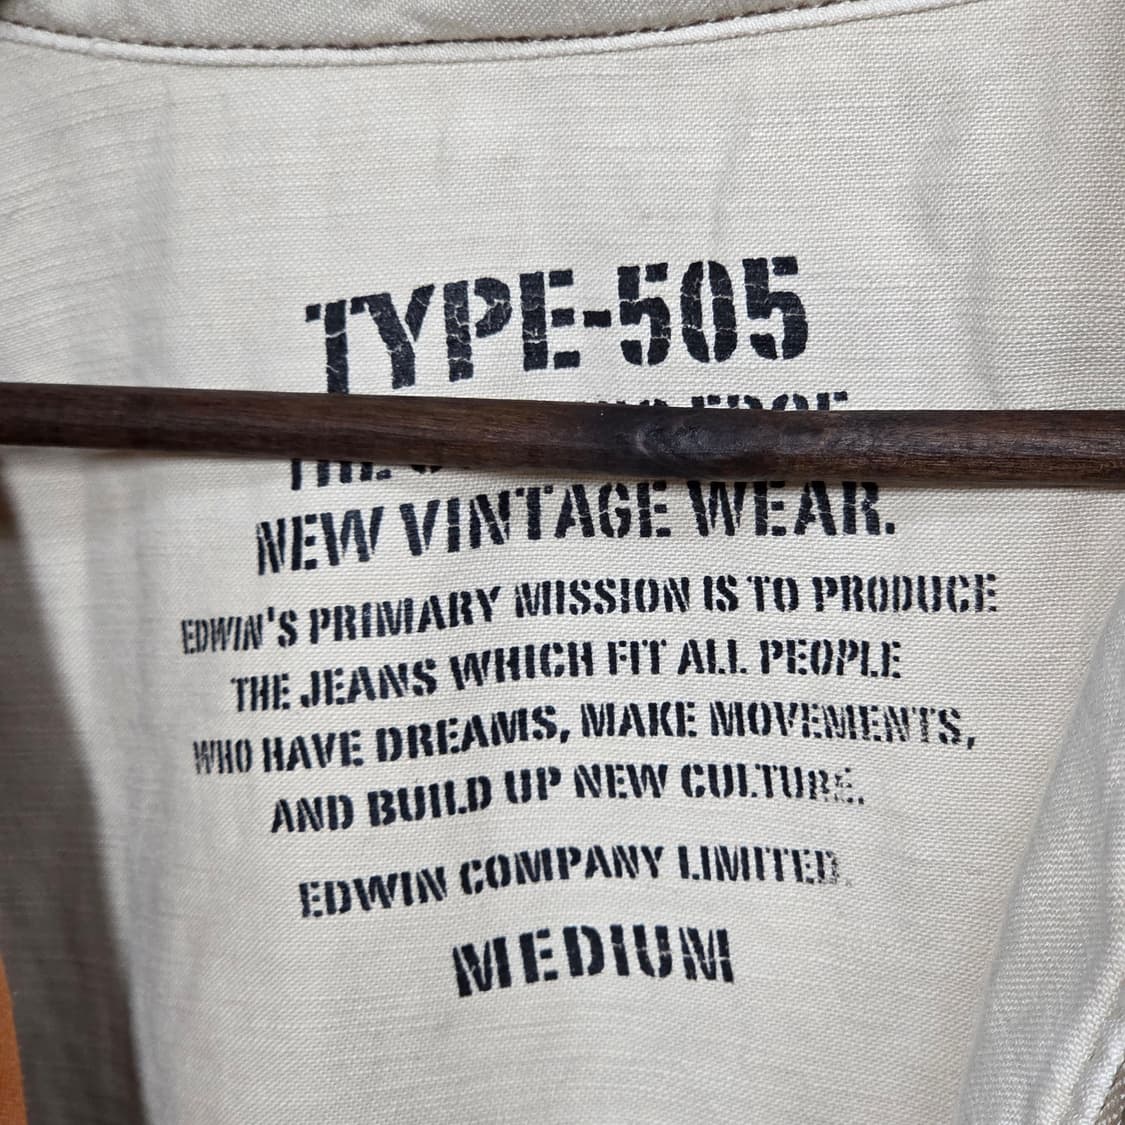 TYPE-505
THE
NEW VINTAGE WEAR.
EDWIN'S PRIMARY MISSION IS TO PRODUCE
THE JEANS WHICH FIT ALL PEOPLE
WHO HAVE DREAMS, MAKE MOVEMENTS,
AND BUILD UP NEW CULTURE.
EDWIN COMPANY LIMITED.
MEDIUM